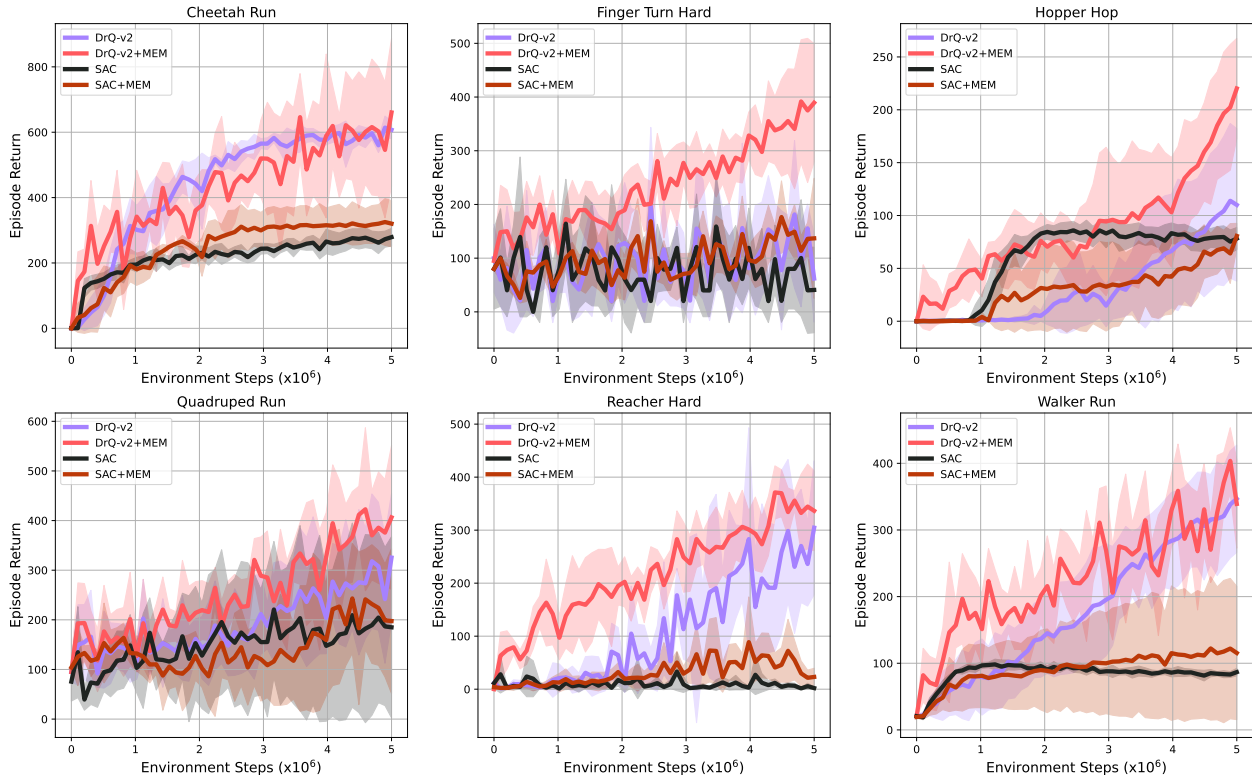 Cheetah Run
DrQ-v2
DrQ-v2+MEM
SAC
SAC+MEM
Episode Return
800
600
400
200
0
0 1 2 3 4 5
Environment Steps (x10⁶)
Finger Turn Hard
DrQ-v2
DrQ-v2+MEM
SAC
SAC+MEM
Episode Return
500
400
300
200
100
0
0 1 2 3 4 5
Environment Steps (x10⁶)
Hopper Hop
DrQ-v2
DrQ-v2+MEM
SAC
SAC+MEM
Episode Return
250
200
150
100
50
0
0 1 2 3 4 5
Environment Steps (x10⁶)
Quadruped Run
DrQ-v2
DrQ-v2+MEM
SAC
SAC+MEM
Episode Return
600
500
400
300
200
100
0
0 1 2 3 4 5
Environment Steps (x10⁶)
Reacher Hard
DrQ-v2
DrQ-v2+MEM
SAC
SAC+MEM
Episode Return
500
400
300
200
100
0
0 1 2 3 4 5
Environment Steps (x10⁶)
Walker Run
DrQ-v2
DrQ-v2+MEM
SAC
SAC+MEM
Episode Return
400
300
200
100
0
0 1 2 3 4 5
Environment Steps (x10⁶)